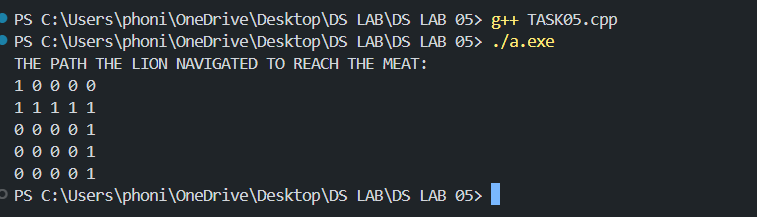 PS C:\Users\phoni\OneDrive\Desktop\DS LAB\DS LAB 05> g++ TASK05.cpp
PS C:\Users\phoni\OneDrive\Desktop\DS LAB\DS LAB 05> ./a.exe
THE PATH THE LION NAVIGATED TO REACH THE MEAT:
1 0 0 0 0
1 1 1 1 1
0 0 0 0 1
0 0 0 0 1
0 0 0 0 1
PS C:\Users\phoni\OneDrive\Desktop\DS LAB\DS LAB 05>